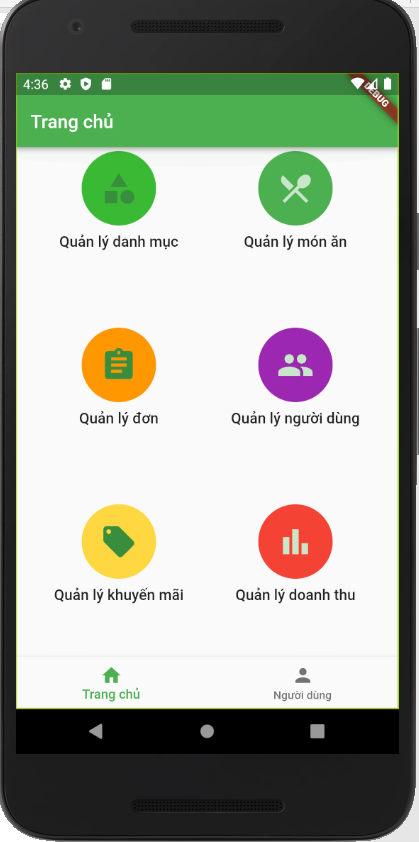 4:36
DEBUG
Trang chủ
Quản lý danh mục
Quản lý món ăn
Quản lý đơn
Quản lý người dùng
Quản lý khuyến mãi
Quản lý doanh thu
Trang chủ
Người dùng